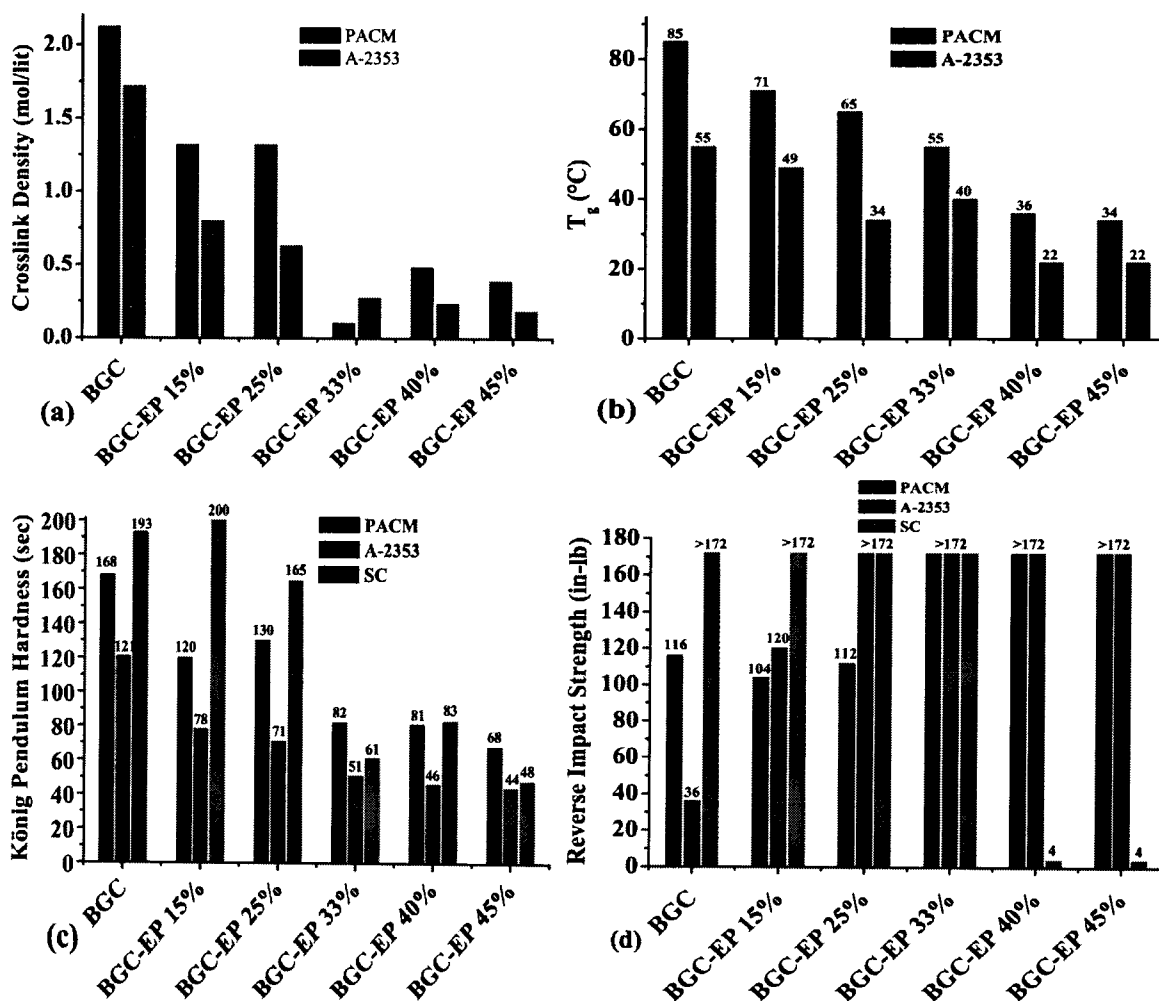 PACM
A-2353
Crosslink Density (mol/lit)
2.0
1.5
1.0
0.5
0.0
BGC
BGC-EP 15%
BGC-EP 25%
BGC-EP 33%
BGC-EP 40%
BGC-EP 45%
(a)
PACM
A-2353
Tg (°C)
80
60
40
20
0
85
55
71
49
65
34
55
40
36
22
34
22
BGC
BGC-EP 15%
BGC-EP 25%
BGC-EP 33%
BGC-EP 40%
BGC-EP 45%
(b)
PACM
A-2353
SC
König Pendulum Hardness (sec)
200
180
160
140
120
100
80
60
40
20
0
168
121
193
120
78
200
130
71
165
82
51
61
81
46
83
68
44
48
BGC
BGC-EP 15%
BGC-EP 25%
BGC-EP 33%
BGC-EP 40%
BGC-EP 45%
(c)
PACM
A-2353
SC
Reverse Impact Strength (in-lb)
180
160
140
120
100
80
60
40
20
0
116
36
>172
104
120
>172
112
>172
>172
>172
4
>172
4
BGC
BGC-EP 15%
BGC-EP 25%
BGC-EP 33%
BGC-EP 40%
BGC-EP 45%
(d)